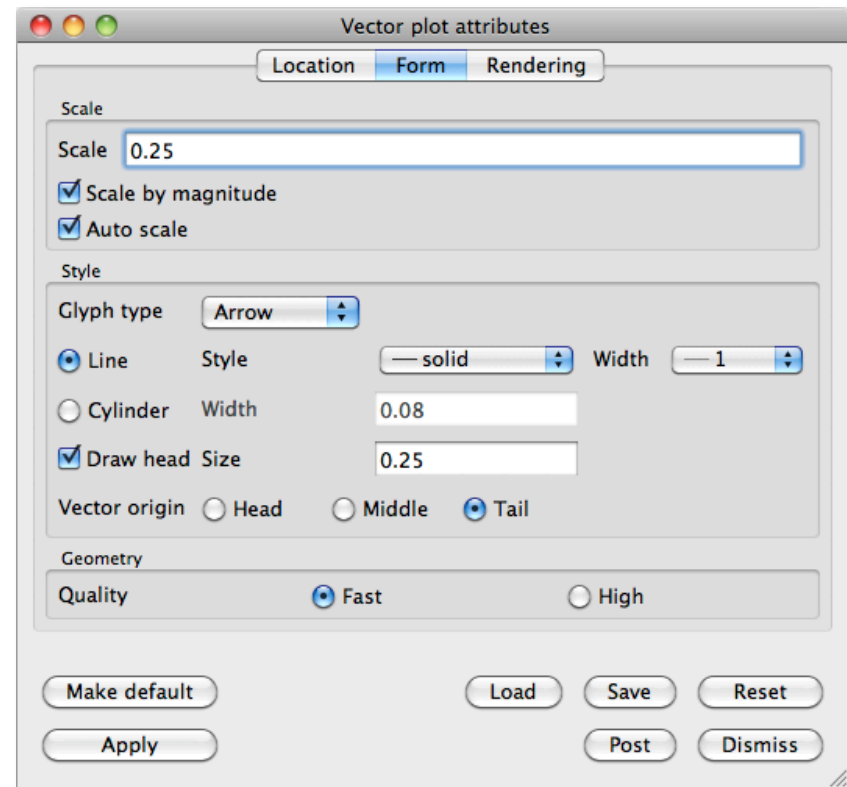 Vector plot attributes
Location Form Rendering
Scale
Scale 0.25
Scale by magnitude
Auto scale
Style
Glyph type Arrow
Line Style — solid Width — 1
Cylinder Width 0.08
Draw head Size 0.25
Vector origin Head Middle Tail
Geometry
Quality Fast High
Make default Load Save Reset
Apply Post Dismiss